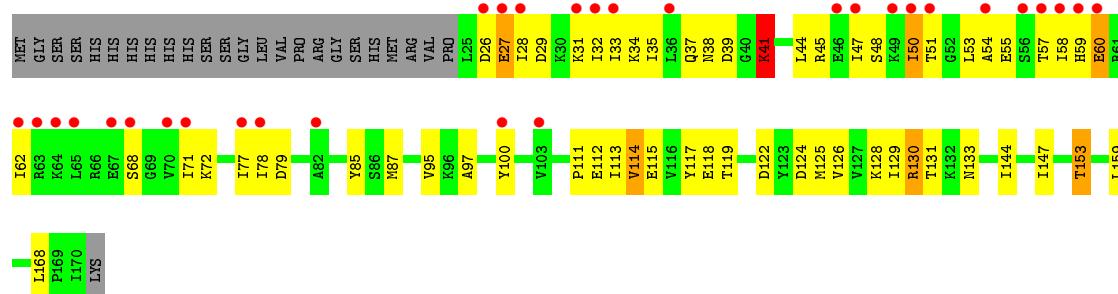 MET GLY SER SER HIS HIS HIS HIS HIS HIS SER SER GLY LEU VAL PRO ARG GLY SER HIS MET ARG VAL PRO L25 D26 E27 I28 D29 K30 K31 I32 I33 K34 I35 L36 Q37 N38 D39 G40 K41 L44 R45 E46 I47 S48 K49 I50 T51 G52 L53 A54 E55 S56 T57 I58 H59 E60 R61
I62 R63 K64 L65 R66 E67 S68 G69 V70 I71 K72 I77 I78 D79 A82 Y85 S86 M87 V95 K96 A97 Y100 V103 P111 E112 I113 V114 E115 V116 Y117 E118 T119 D122 Y123 D124 M125 V126 V127 K128 I129 R130 T131 K132 N133 I144 I147 T153 L159
L168 P169 I170 LYS